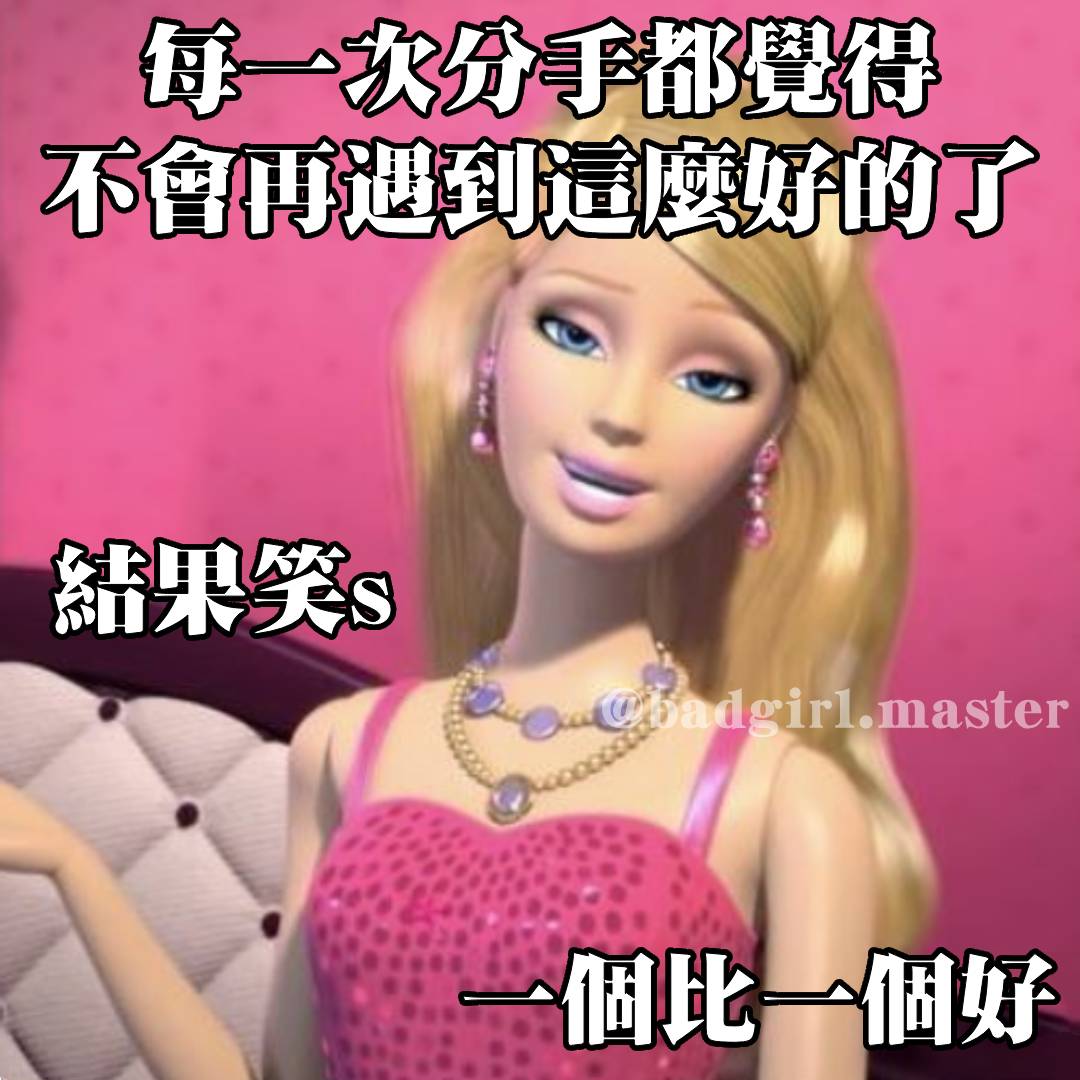 每一次分手都覺得
不會再遇到這麼好的了
結果笑s
@badgirl.master
一個比一個好